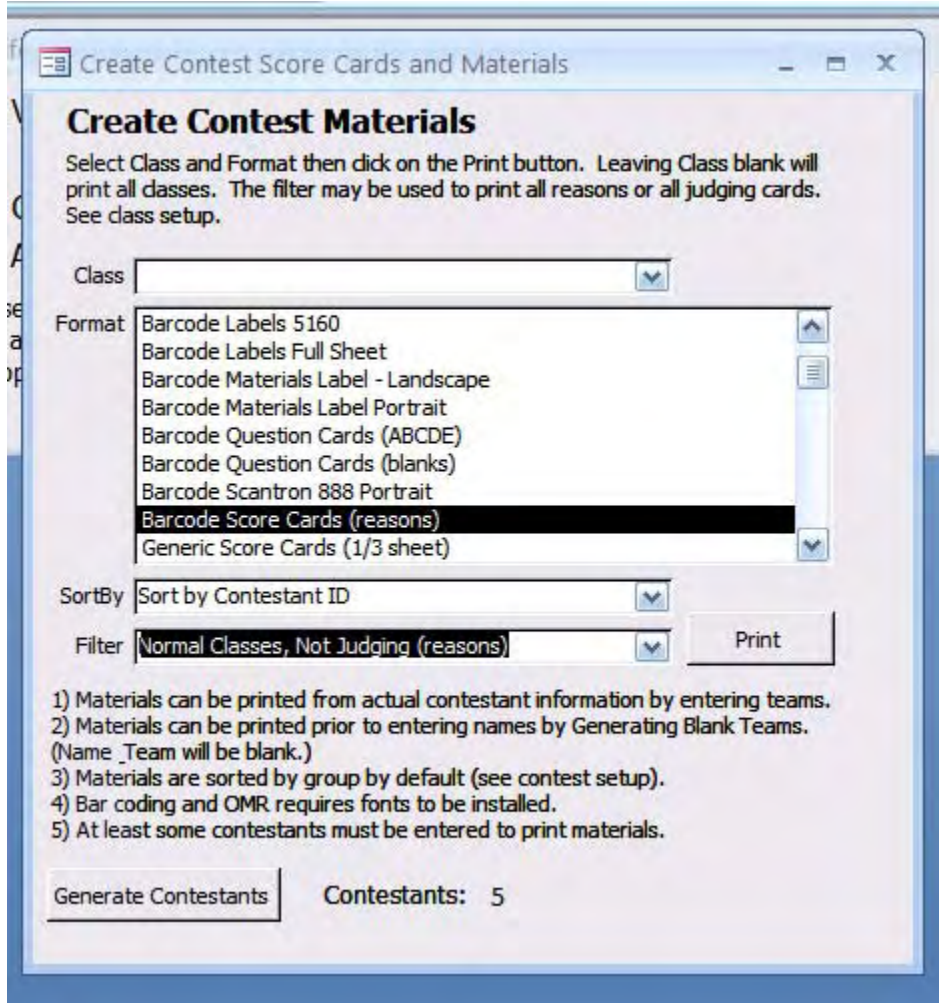 Create Contest Score Cards and Materials
Create Contest Materials
Select Class and Format then click on the Print button. Leaving Class blank will
print all classes. The filter may be used to print all reasons or all judging cards.
See class setup.
Class
Format
Barcode Labels 5160
Barcode Labels Full Sheet
Barcode Materials Label - Landscape
Barcode Materials Label Portrait
Barcode Question Cards (ABCDE)
Barcode Question Cards (blanks)
Barcode Scantron 888 Portrait
Barcode Score Cards (reasons)
Generic Score Cards (1/3 sheet)
SortBy Sort by Contestant ID
Filter Normal Classes, Not Judging (reasons)
Print
1) Materials can be printed from actual contestant information by entering teams.
2) Materials can be printed prior to entering names by Generating Blank Teams.
(Name_Team will be blank.)
3) Materials are sorted by group by default (see contest setup).
4) Bar coding and OMR requires fonts to be installed.
5) At least some contestants must be entered to print materials.
Generate Contestants Contestants: 5